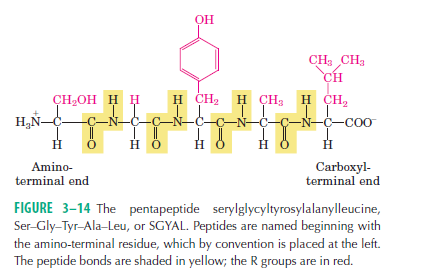 OH
CH₃ CH₃
CH
CH₂OH H H H CH₂ H CH₃ H CH₂
H₃N⁺–C–C–N–C–C–N–C–C–N–C–C–N–C–COO⁻
H O H O H O H O H
Amino-
terminal end
Carboxyl-
terminal end
FIGURE 3–14 The pentapeptide serylglycyltyrosylalanylleucine,
Ser–Gly–Tyr–Ala–Leu, or SGYAL. Peptides are named beginning with
the amino-terminal residue, which by convention is placed at the left.
The peptide bonds are shaded in yellow; the R groups are in red.